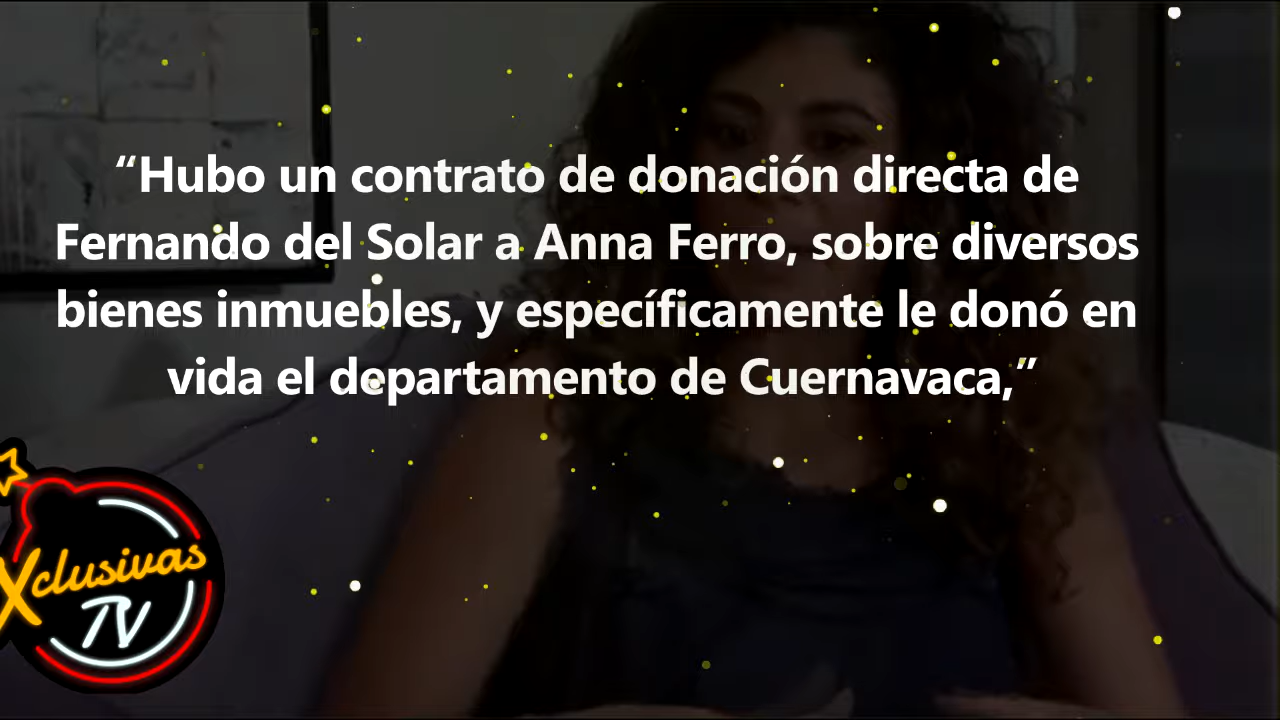 “Hubo un contrato de donación directa de
Fernando del Solar a Anna Ferro, sobre diversos
bienes inmuebles, y específicamente le donó en
vida el departamento de Cuernavaca,”
Xclusivas
TV